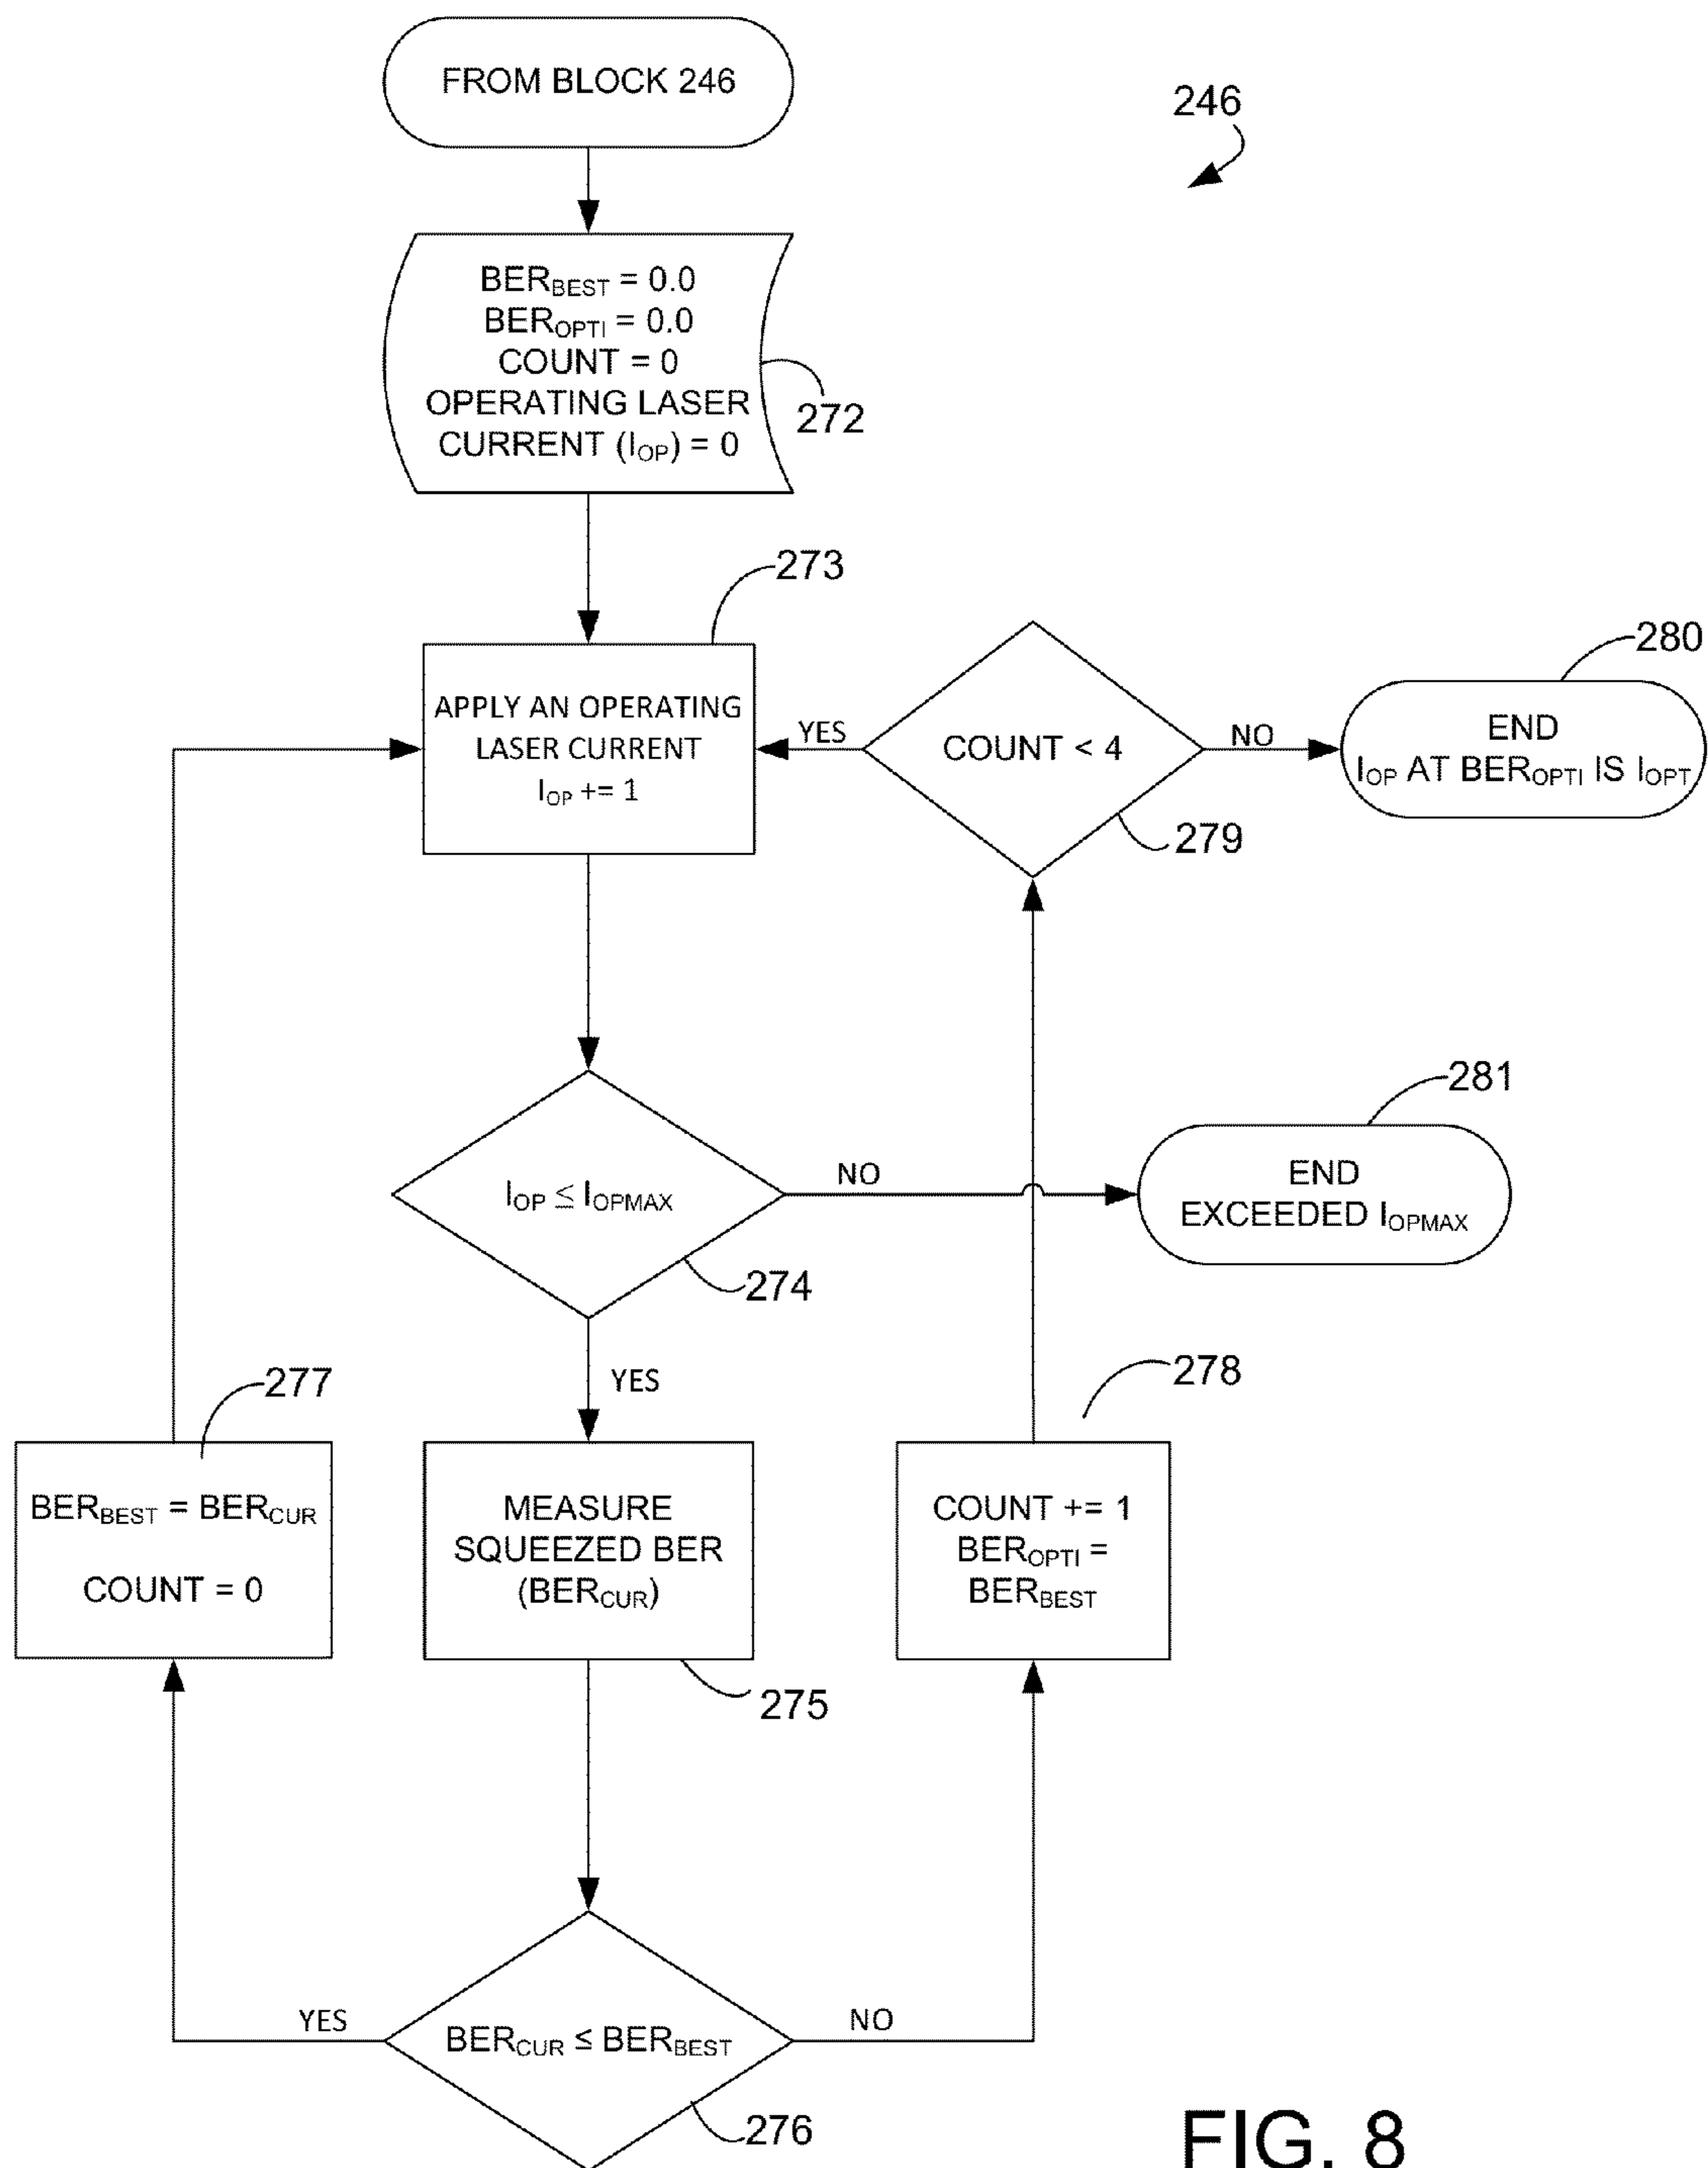 FROM BLOCK 246
246
BER_BEST = 0.0
BER_OPTI = 0.0
COUNT = 0
OPERATING LASER
CURRENT (I_OP) = 0
272
273
APPLY AN OPERATING
LASER CURRENT
I_OP += 1
YES
COUNT < 4
279
NO
280
END
I_OP AT BER_OPTI IS I_OPT
I_OP ≤ I_OPMAX
274
NO
281
END
EXCEEDED I_OPMAX
YES
277
BER_BEST = BER_CUR
COUNT = 0
MEASURE
SQUEEZED BER
(BER_CUR)
275
278
COUNT += 1
BER_OPTI =
BER_BEST
YES
BER_CUR ≤ BER_BEST
NO
276
FIG. 8